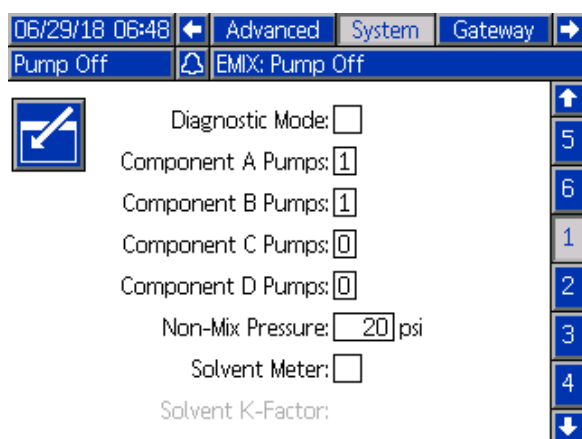 06/29/18 06:48 Advanced System Gateway
Pump Off EMIX: Pump Off
Diagnostic Mode:
Component A Pumps: 1
Component B Pumps: 1
Component C Pumps: 0
Component D Pumps: 0
Non-Mix Pressure: 20 psi
Solvent Meter:
Solvent K-Factor:
5
6
1
2
3
4